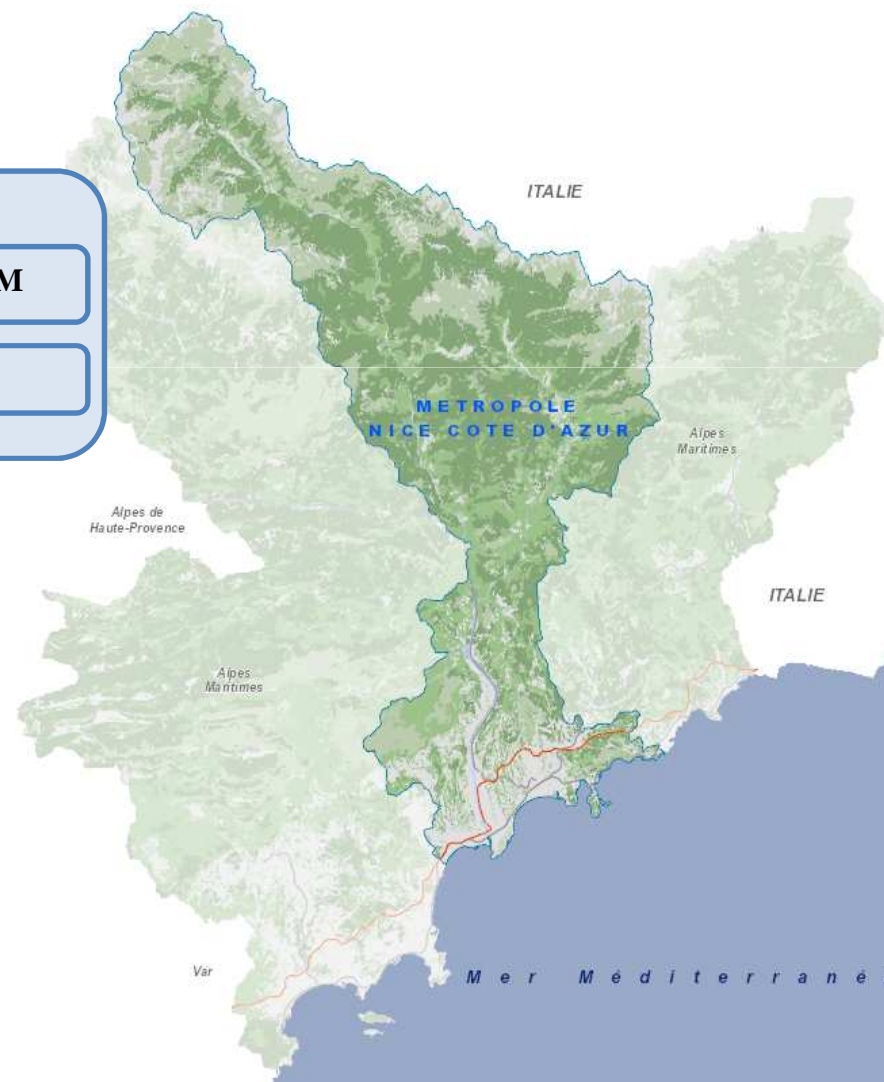 ITALIE
M
METROPOLE
NICE COTE D'AZUR
Alpes
Maritimes
Alpes de
Haute-Provence
ITALIE
Alpes
Maritimes
Var
Mer Méditerrané